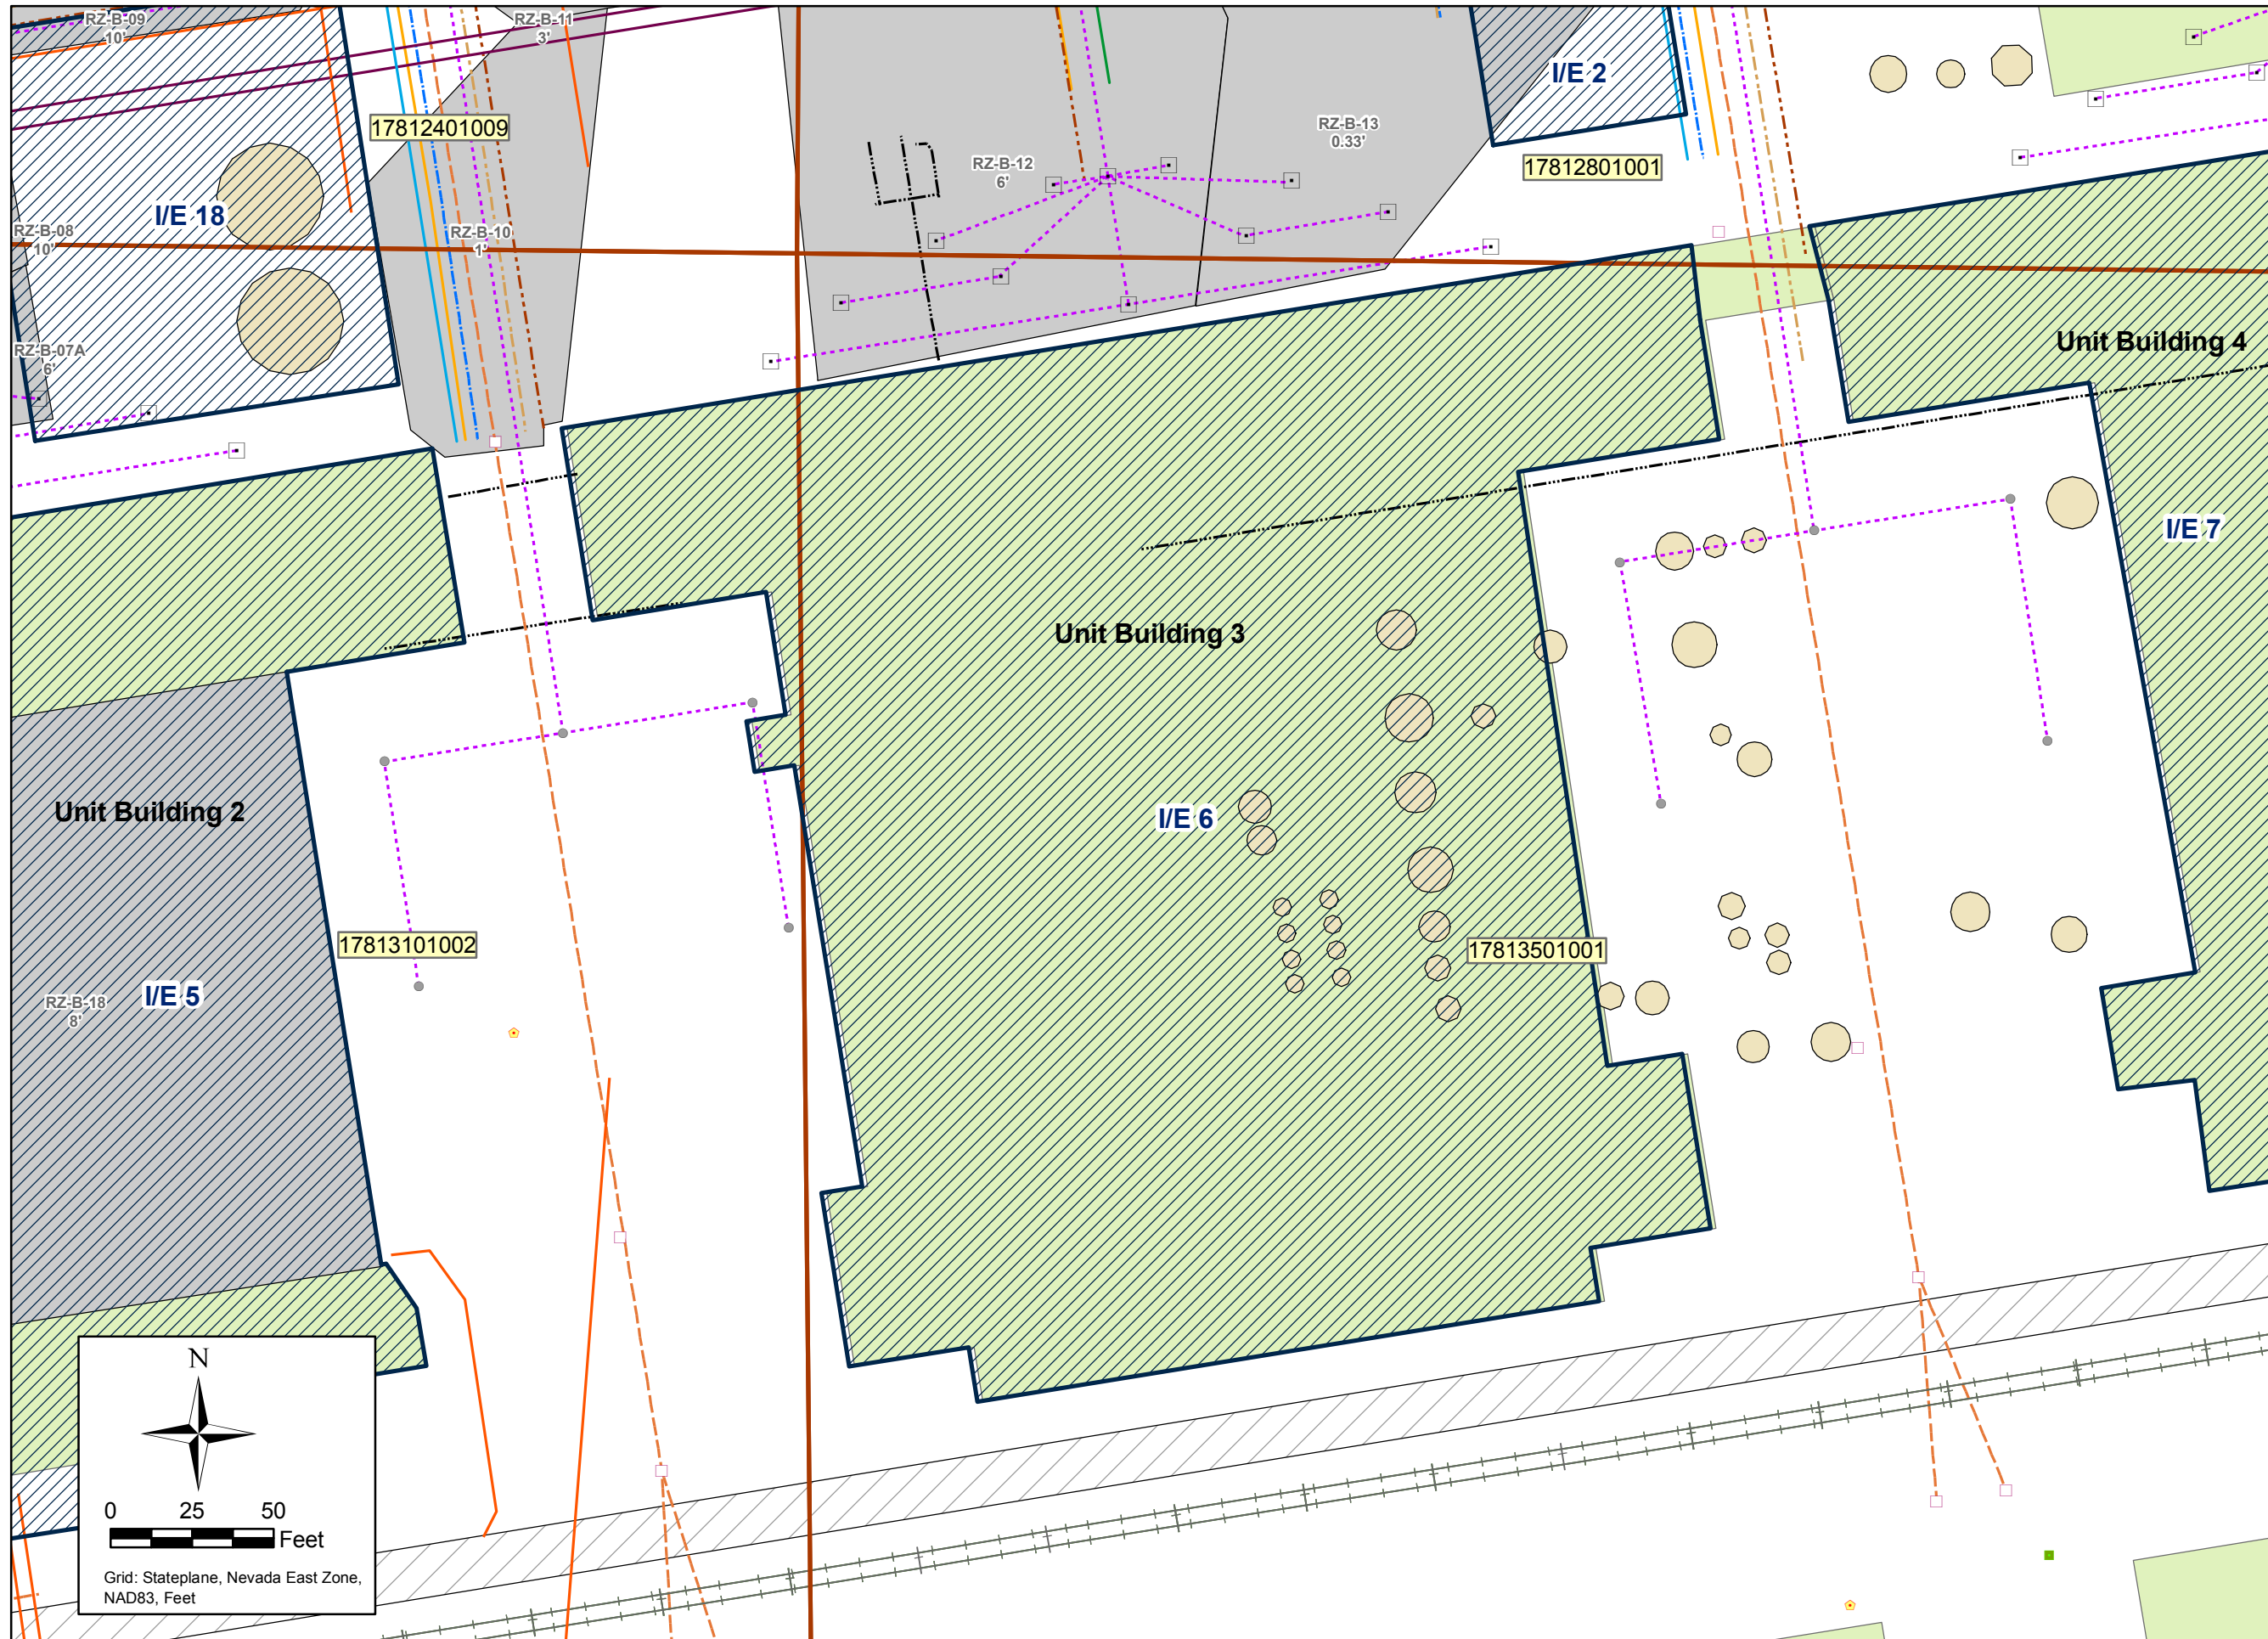 RZ-B-09
10'
RZ-B-11
3'
I/E 2
17812401009
RZ-B-13
0.33'
RZ-B-12
6'
17812801001
I/E 18
RZ-B-08
10'
RZ-B-10
1'
RZ-B-07A
6'
Unit Building 4
I/E 7
Unit Building 3
Unit Building 2
I/E 6
17813101002
17813501001
RZ-B-18
8'
I/E 5
N
0 25 50
Feet
Grid: Stateplane, Nevada East Zone,
NAD83, Feet